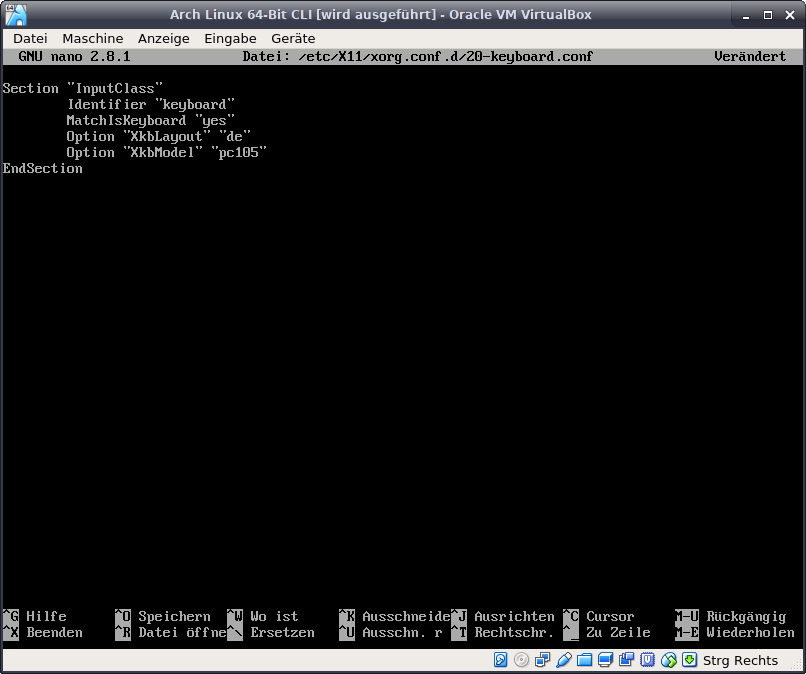 Arch Linux 64-Bit CLI [wird ausgeführt] - Oracle VM VirtualBox
Datei Maschine Anzeige Eingabe Geräte
GNU nano 2.8.1 Datei: /etc/X11/xorg.conf.d/20-keyboard.conf Verändert
Section "InputClass"
Identifier "keyboard"
MatchIsKeyboard "yes"
Option "XkbLayout" "de"
Option "XkbModel" "pc105"
EndSection
^G Hilfe ^O Speichern ^W Wo ist ^K Ausschneide ^J Ausrichten ^C Cursor M-U Rückgängig
^X Beenden ^R Datei öffne ^\ Ersetzen ^U Ausschn. r ^T Rechtschr. ^_ Zu Zeile M-E Wiederholen
Strg Rechts